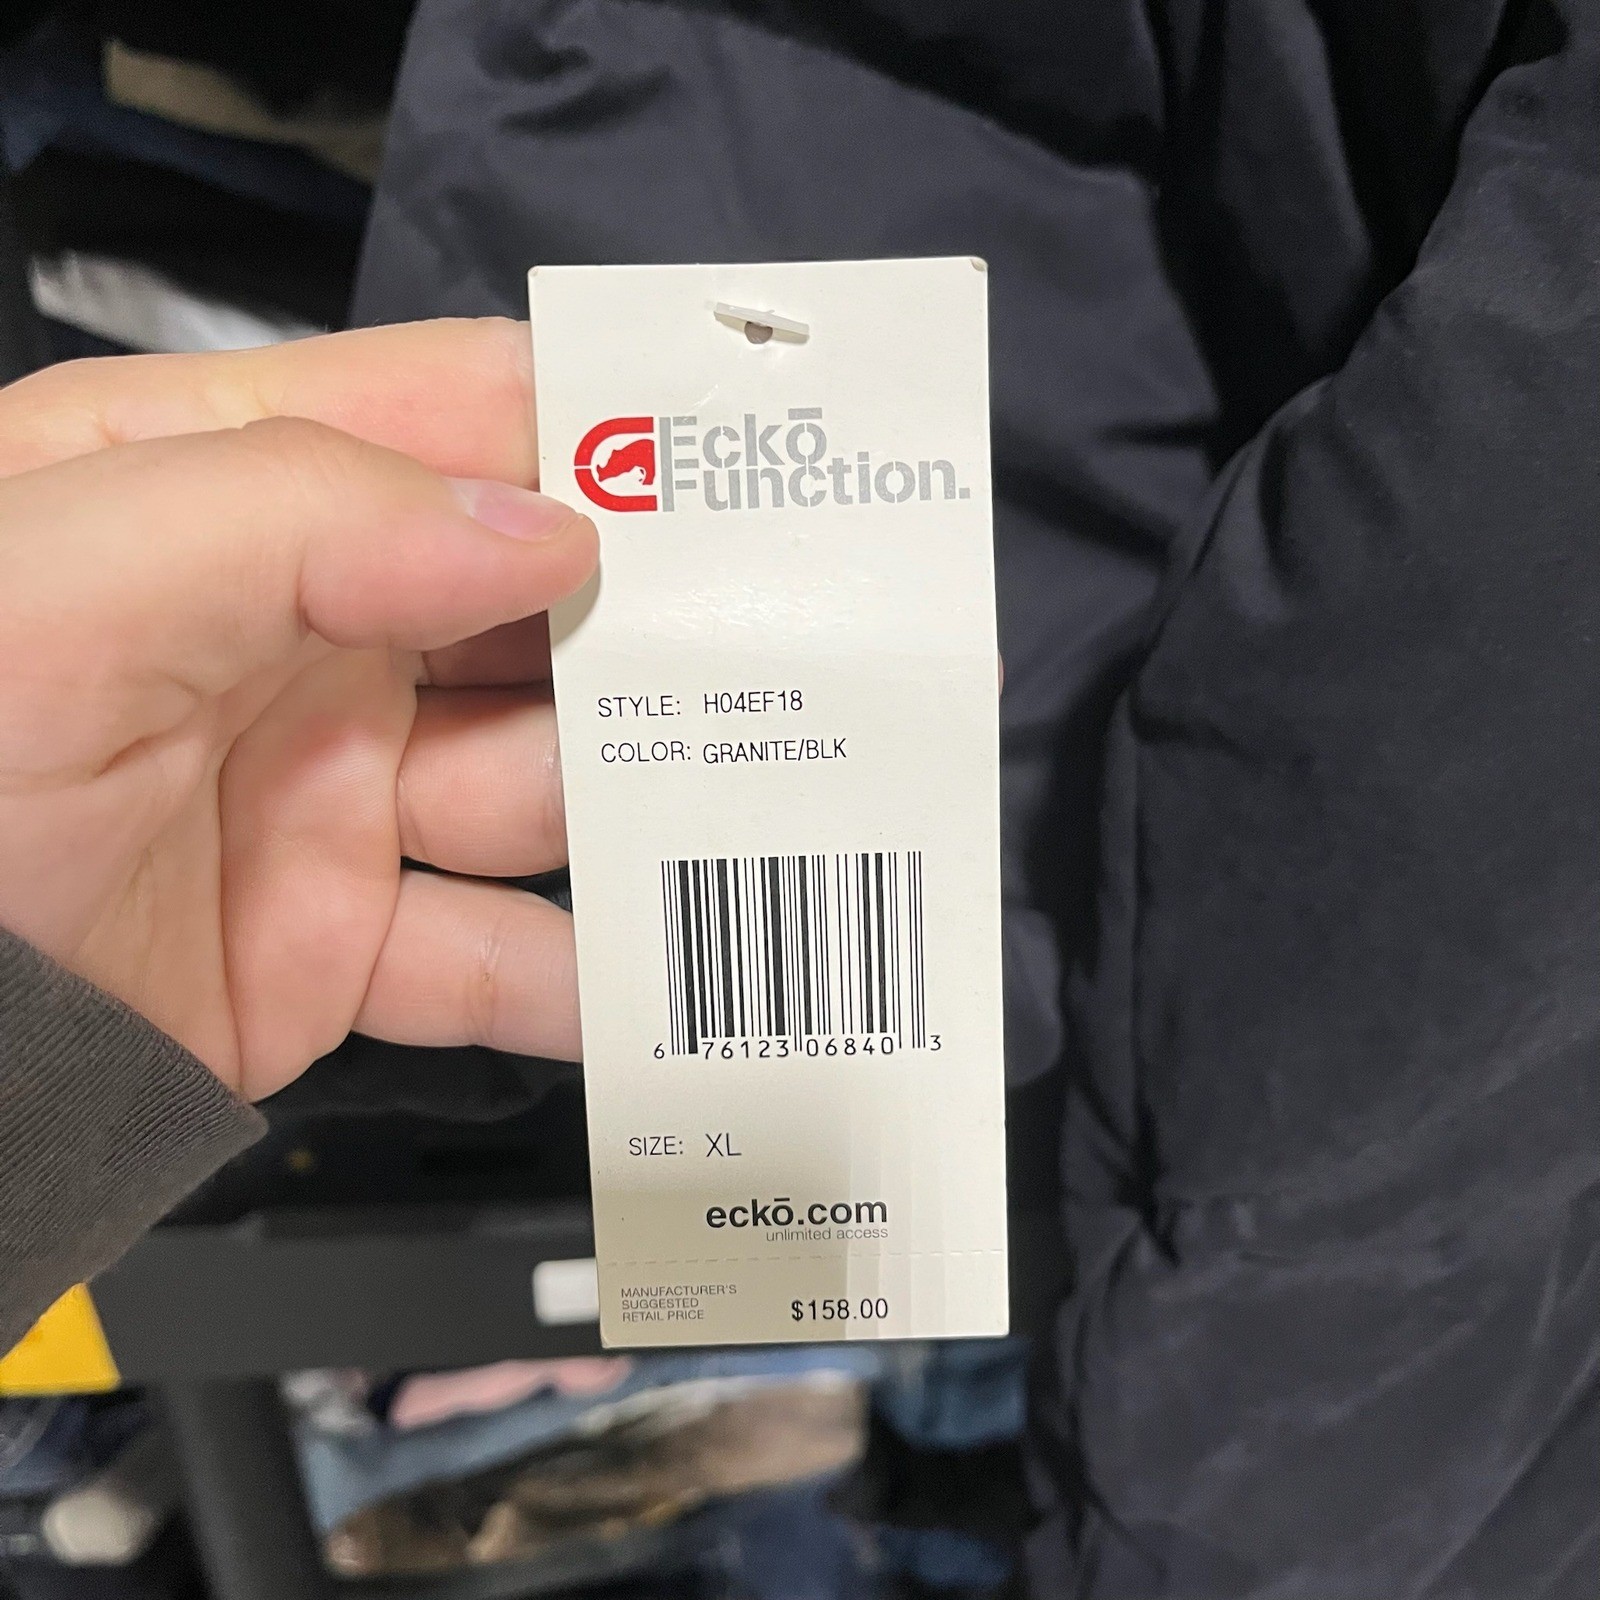 Eckō
Function.
STYLE: H04EF18
COLOR: GRANITE/BLK
6 76123 06840 3
SIZE: XL
eckō.com
unlimited access
MANUFACTURER'S
SUGGESTED
RETAIL PRICE
$158.00